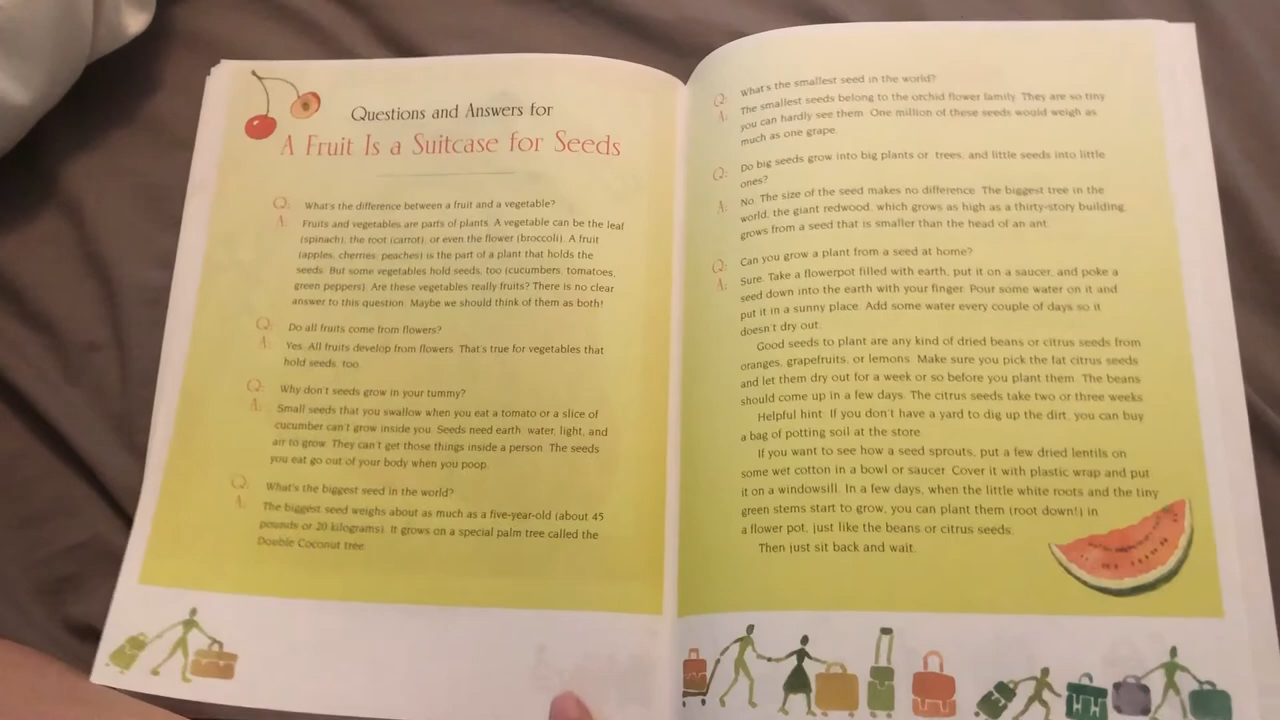 Questions and Answers for
A Fruit Is a Suitcase for Seeds
Q: What's the difference between a fruit and a vegetable?
A: Fruits and vegetables are parts of plants. A vegetable can be the leaf
(spinach), the root (carrot), or even the flower (broccoli). A fruit
(apples, cherries, peaches) is the part of a plant that holds the
seeds. But some vegetables hold seeds, too (cucumbers, tomatoes,
green peppers). Are these vegetables really fruits? There is no clear
answer to this question. Maybe we should think of them as both!
Q: Do all fruits come from flowers?
A: Yes. All fruits develop from flowers. That's true for vegetables that
hold seeds, too.
Q: Why don't seeds grow in your tummy?
A: Small seeds that you swallow when you eat a tomato or a slice of
cucumber can't grow inside you. Seeds need earth, water, light, and
air to grow. They can't get those things inside a person. The seeds
you eat go out of your body when you poop.
Q: What's the biggest seed in the world?
A: The biggest seed weighs about as much as a five-year-old (about 45
pounds or 20 kilograms). It grows on a special palm tree called the
Double Coconut tree.
Q: What's the smallest seed in the world?
A: The smallest seeds belong to the orchid flower family. They are so tiny
you can hardly see them. One million of these seeds would weigh as
much as one grape.
Q: Do big seeds grow into big plants or trees, and little seeds into little
ones?
A: No. The size of the seed makes no difference. The biggest tree in the
world, the giant redwood, which grows as high as a thirty-story building,
grows from a seed that is smaller than the head of an ant.
Q: Can you grow a plant from a seed at home?
A: Sure. Take a flowerpot filled with earth, put it on a saucer, and poke a
seed down into the earth with your finger. Pour some water on it and
put it in a sunny place. Add some water every couple of days so it
doesn't dry out.
Good seeds to plant are any kind of dried beans or citrus seeds from
oranges, grapefruits, or lemons. Make sure you pick the fat citrus seeds
and let them dry out for a week or so before you plant them. The beans
should come up in a few days. The citrus seeds take two or three weeks.
Helpful hint: If you don't have a yard to dig up the dirt, you can buy
a bag of potting soil at the store.
If you want to see how a seed sprouts, put a few dried lentils on
some wet cotton in a bowl or saucer. Cover it with plastic wrap and put
it on a windowsill. In a few days, when the little white roots and the tiny
green stems start to grow, you can plant them (root down!) in
a flower pot, just like the beans or citrus seeds.
Then just sit back and wait.